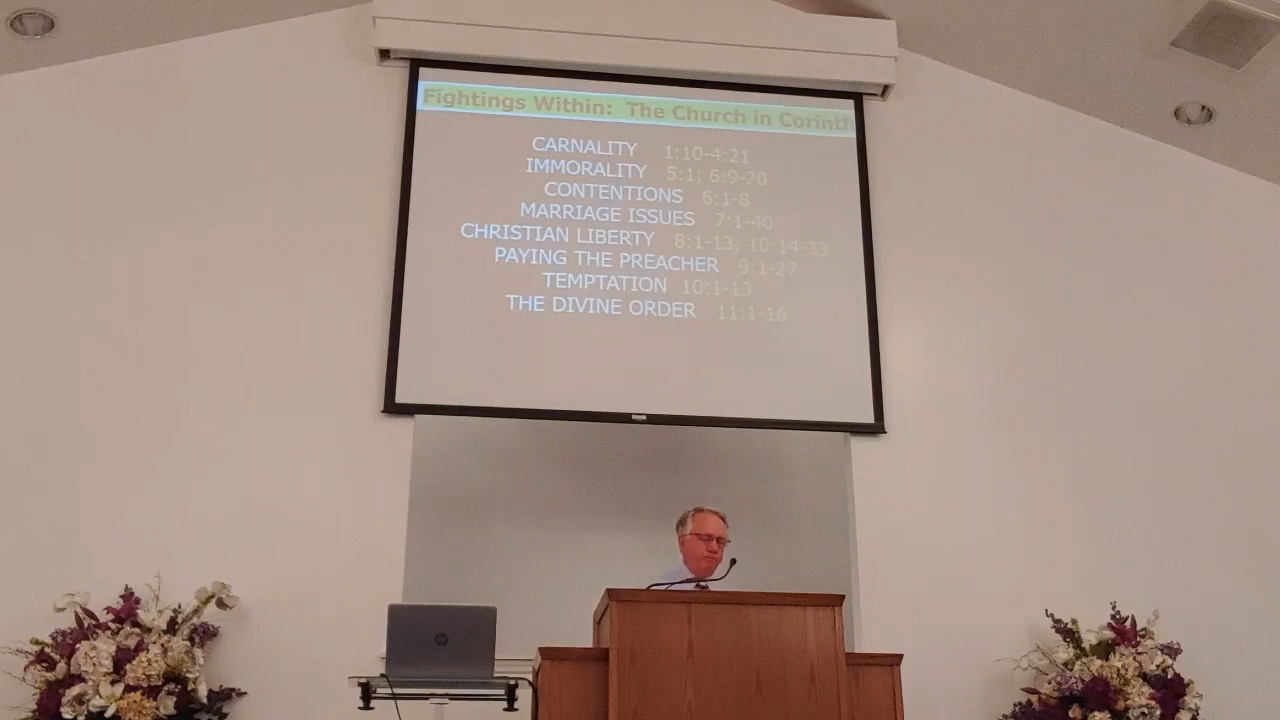 Fightings Within: The Church in Corinth
CARNALITY 1:10-4:21
IMMORALITY 5:1; 6:9-20
CONTENTIONS 6:1-8
MARRIAGE ISSUES 7:1-40
CHRISTIAN LIBERTY 8:1-13; 10:14-33
PAYING THE PREACHER 9:1-27
TEMPTATION 10:1-13
THE DIVINE ORDER 11:1-16
hp